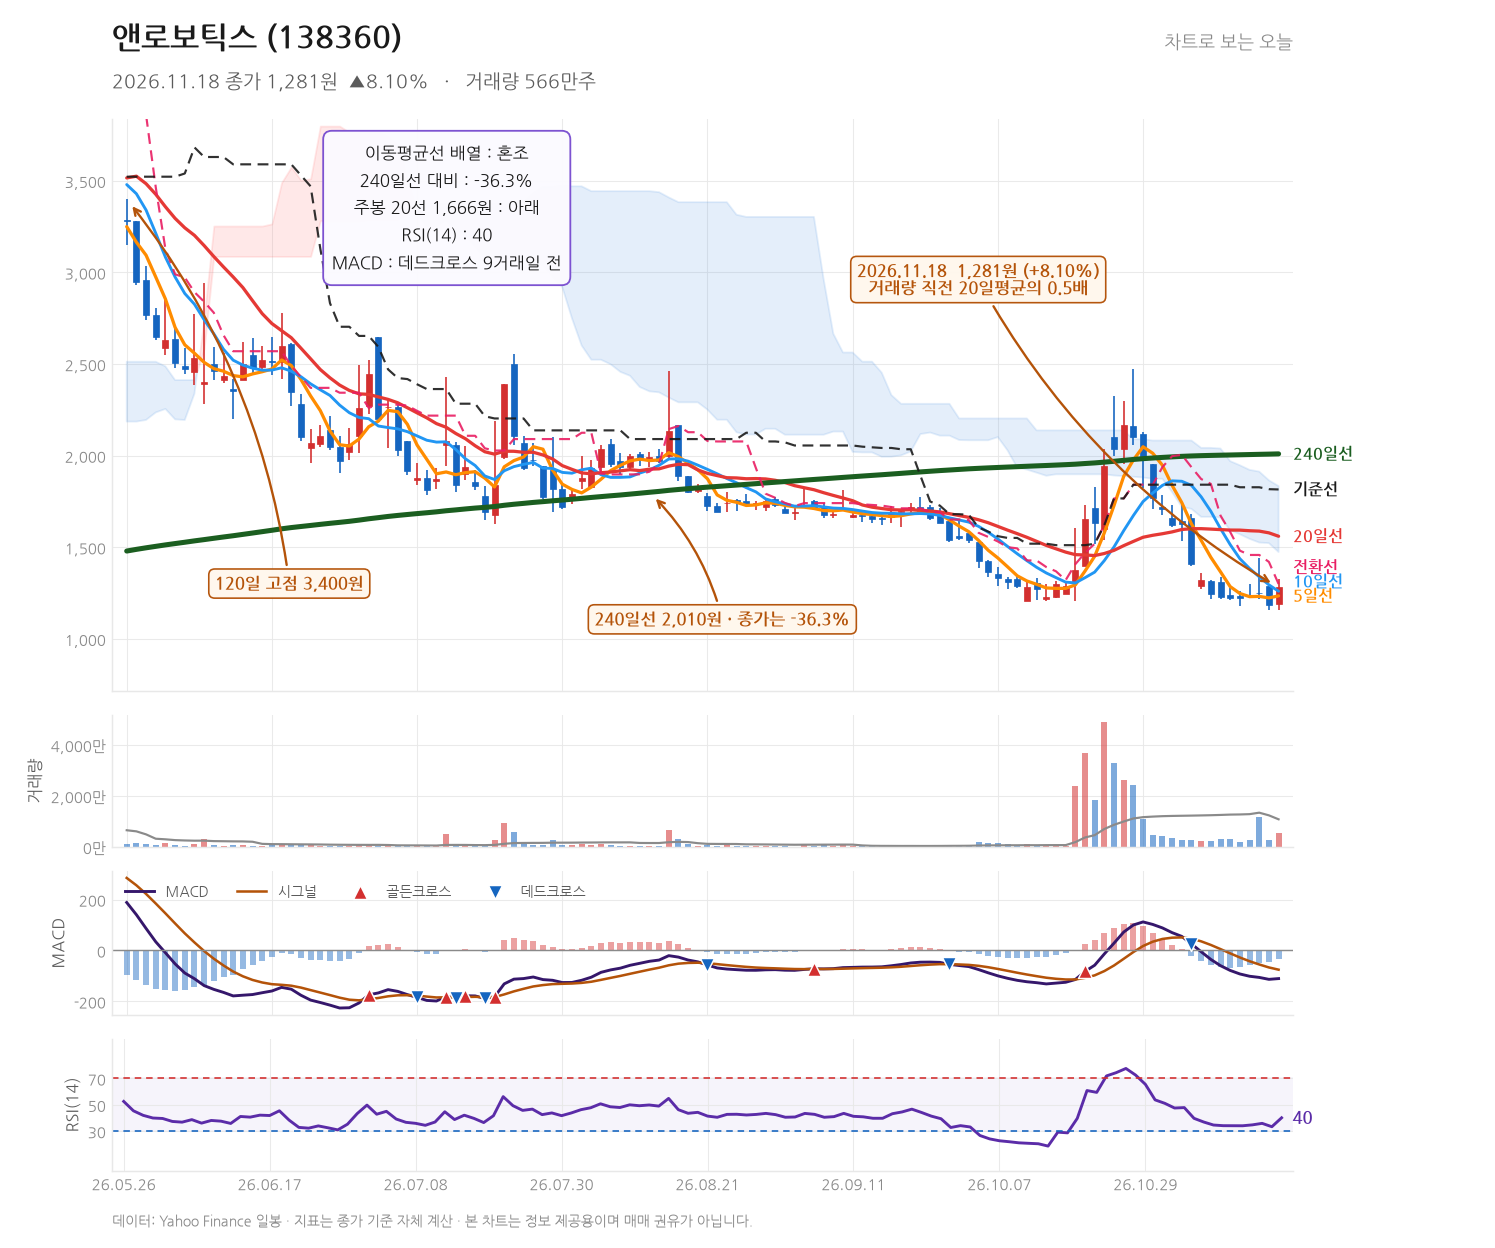 앤로보틱스 (138360)
차트로 보는 오늘
2026.11.18 종가 1,281원 ▲8.10% · 거래량 566만주
이동평균선 배열 : 혼조
240일선 대비 : -36.3%
주봉 20선 1,666원 : 아래
RSI(14) : 40
MACD : 데드크로스 9거래일 전
2026.11.18 1,281원 (+8.10%)
거래량 직전 20일평균의 0.5배
120일 고점 3,400원
240일선 2,010원 · 종가는 -36.3%
3,500
3,000
2,500
2,000
1,500
1,000
240일선
기준선
20일선
전환선
10일선
5일선
거래량
4,000만
2,000만
0만
MACD
MACD 시그널 골든크로스 데드크로스
200
0
-200
RSI(14)
70
50
30
40
26.05.26 26.06.17 26.07.08 26.07.30 26.08.21 26.09.11 26.10.07 26.10.29
데이터: Yahoo Finance 일봉 · 지표는 종가 기준 자체 계산 · 본 차트는 정보 제공용이며 매매 권유가 아닙니다.